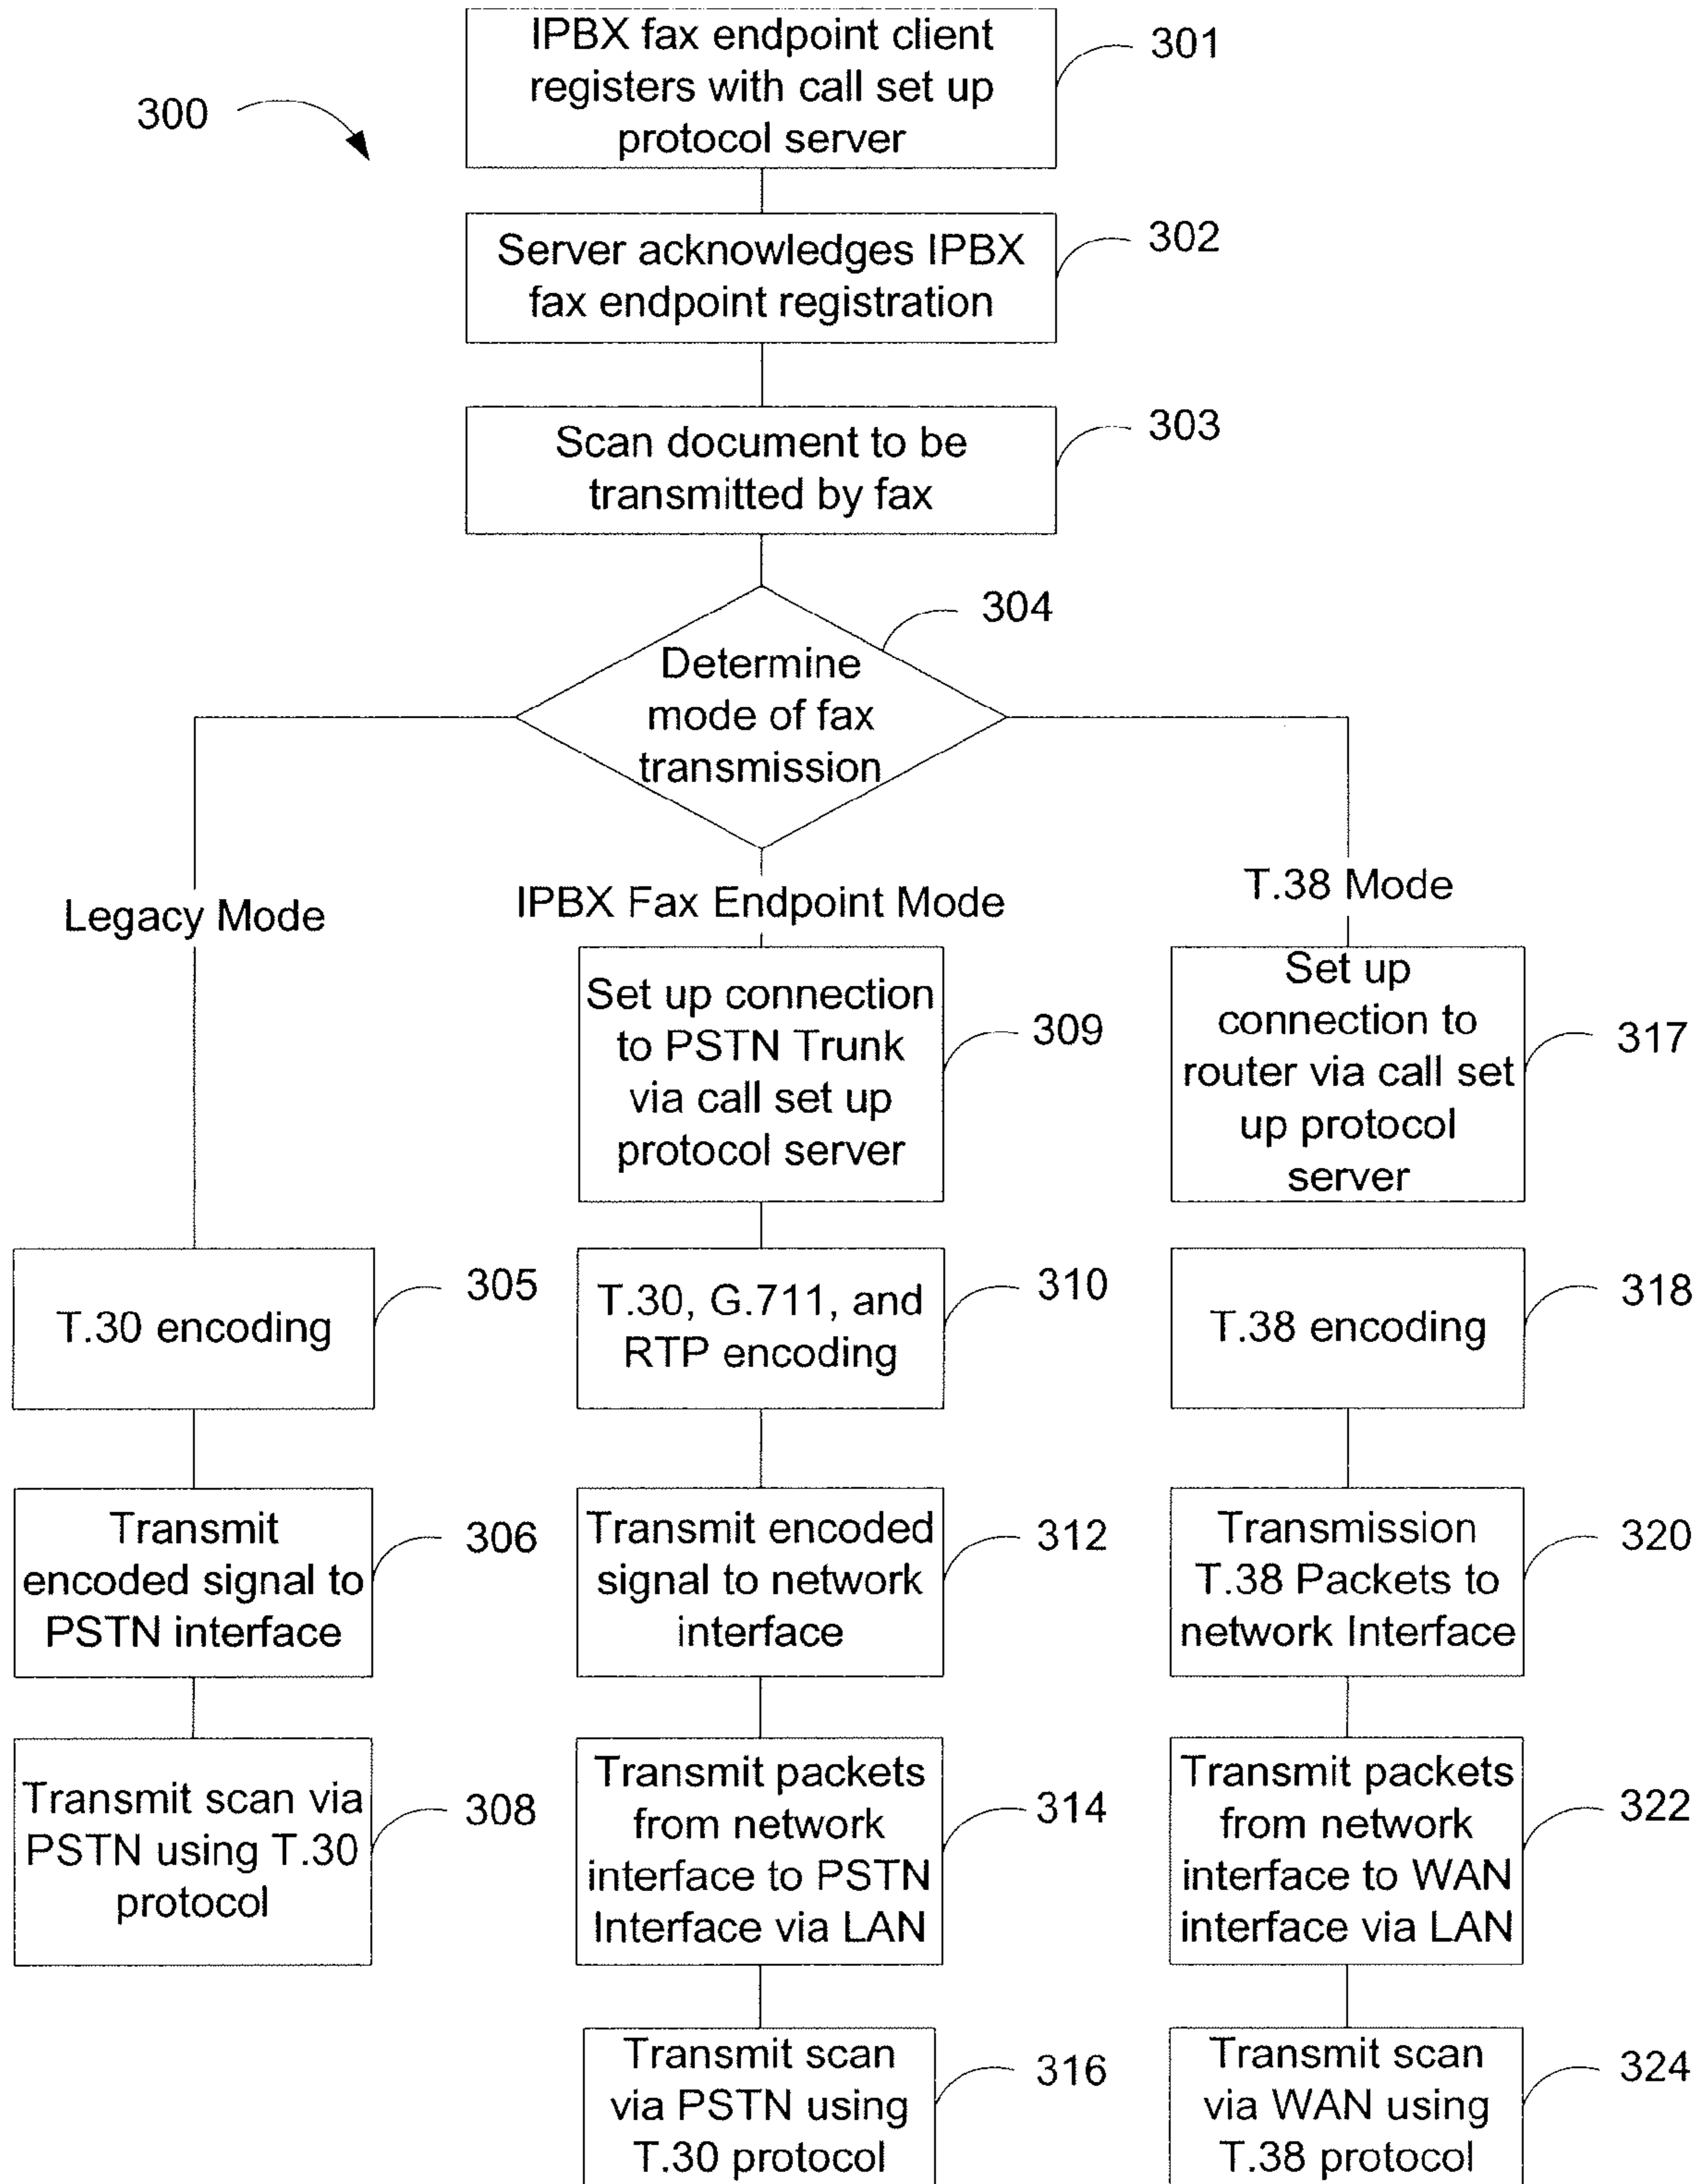 IPBX fax endpoint client
registers with call set up
protocol server
301
300
Server acknowledges IPBX
fax endpoint registration
302
Scan document to be
transmitted by fax
303
304
Determine
mode of fax
transmission
Legacy Mode
IPBX Fax Endpoint Mode
T.38 Mode
Set up connection
to PSTN Trunk
via call set up
protocol server
309
Set up
connection to
router via call set
up protocol
server
317
T.30 encoding
305
T.30, G.711, and
RTP encoding
310
T.38 encoding
318
Transmit
encoded signal to
PSTN interface
306
Transmit encoded
signal to network
interface
312
Transmission
T.38 Packets to
network Interface
320
Transmit scan via
PSTN using T.30
protocol
308
Transmit packets
from network
interface to PSTN
Interface via LAN
314
Transmit packets
from network
interface to WAN
interface via LAN
322
Transmit scan
via PSTN using
T.30 protocol
316
Transmit scan
via WAN using
T.38 protocol
324